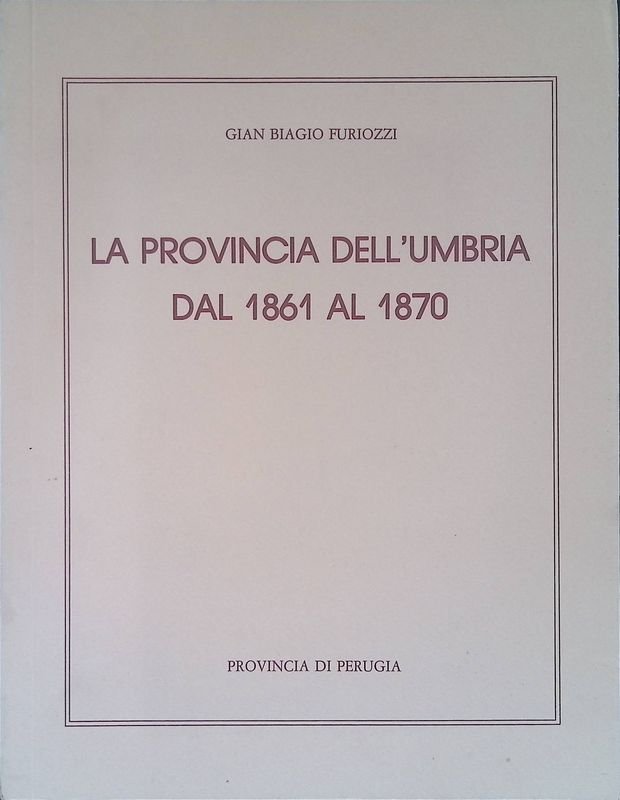 GIAN BIAGIO FURIOZZI
LA PROVINCIA DELL'UMBRIA
DAL 1861 AL 1870
PROVINCIA DI PERUGIA